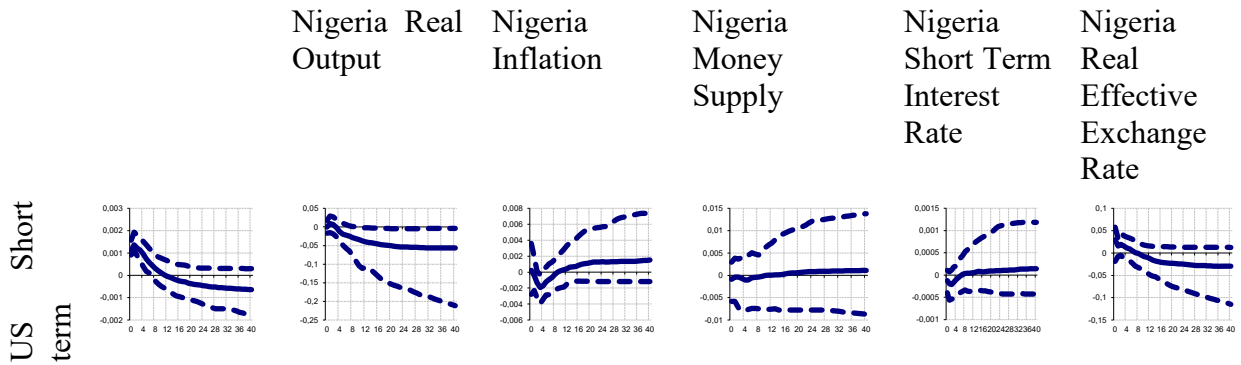 Nigeria Real
Output
Nigeria
Inflation
Nigeria
Money
Supply
Nigeria
Short Term
Interest
Rate
Nigeria
Real
Effective
Exchange
Rate
US Short
term
0,003
0,002
0,001
0
-0,001
-0,002
0 4 8 12 16 20 24 28 32 36 40
0,05
0
-0,05
-0,1
-0,15
-0,2
-0,25
0 4 8 12 16 20 24 28 32 36 40
0,008
0,006
0,004
0,002
0
-0,002
-0,004
-0,006
0 4 8 12 16 20 24 28 32 36 40
0,015
0,01
0,005
0
-0,005
-0,01
0 4 8 12 16 20 24 28 32 36 40
0,0015
0,001
0,0005
0
-0,0005
-0,001
0 4 8 12 16 20 24 28 32 36 40
0,1
0,05
0
-0,05
-0,1
-0,15
0 4 8 12 16 20 24 28 32 36 40